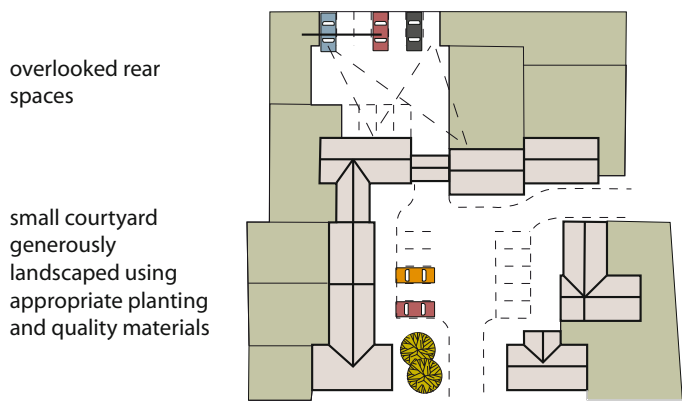 overlooked rear
spaces
small courtyard
generously
landscaped using
appropriate planting
and quality materials